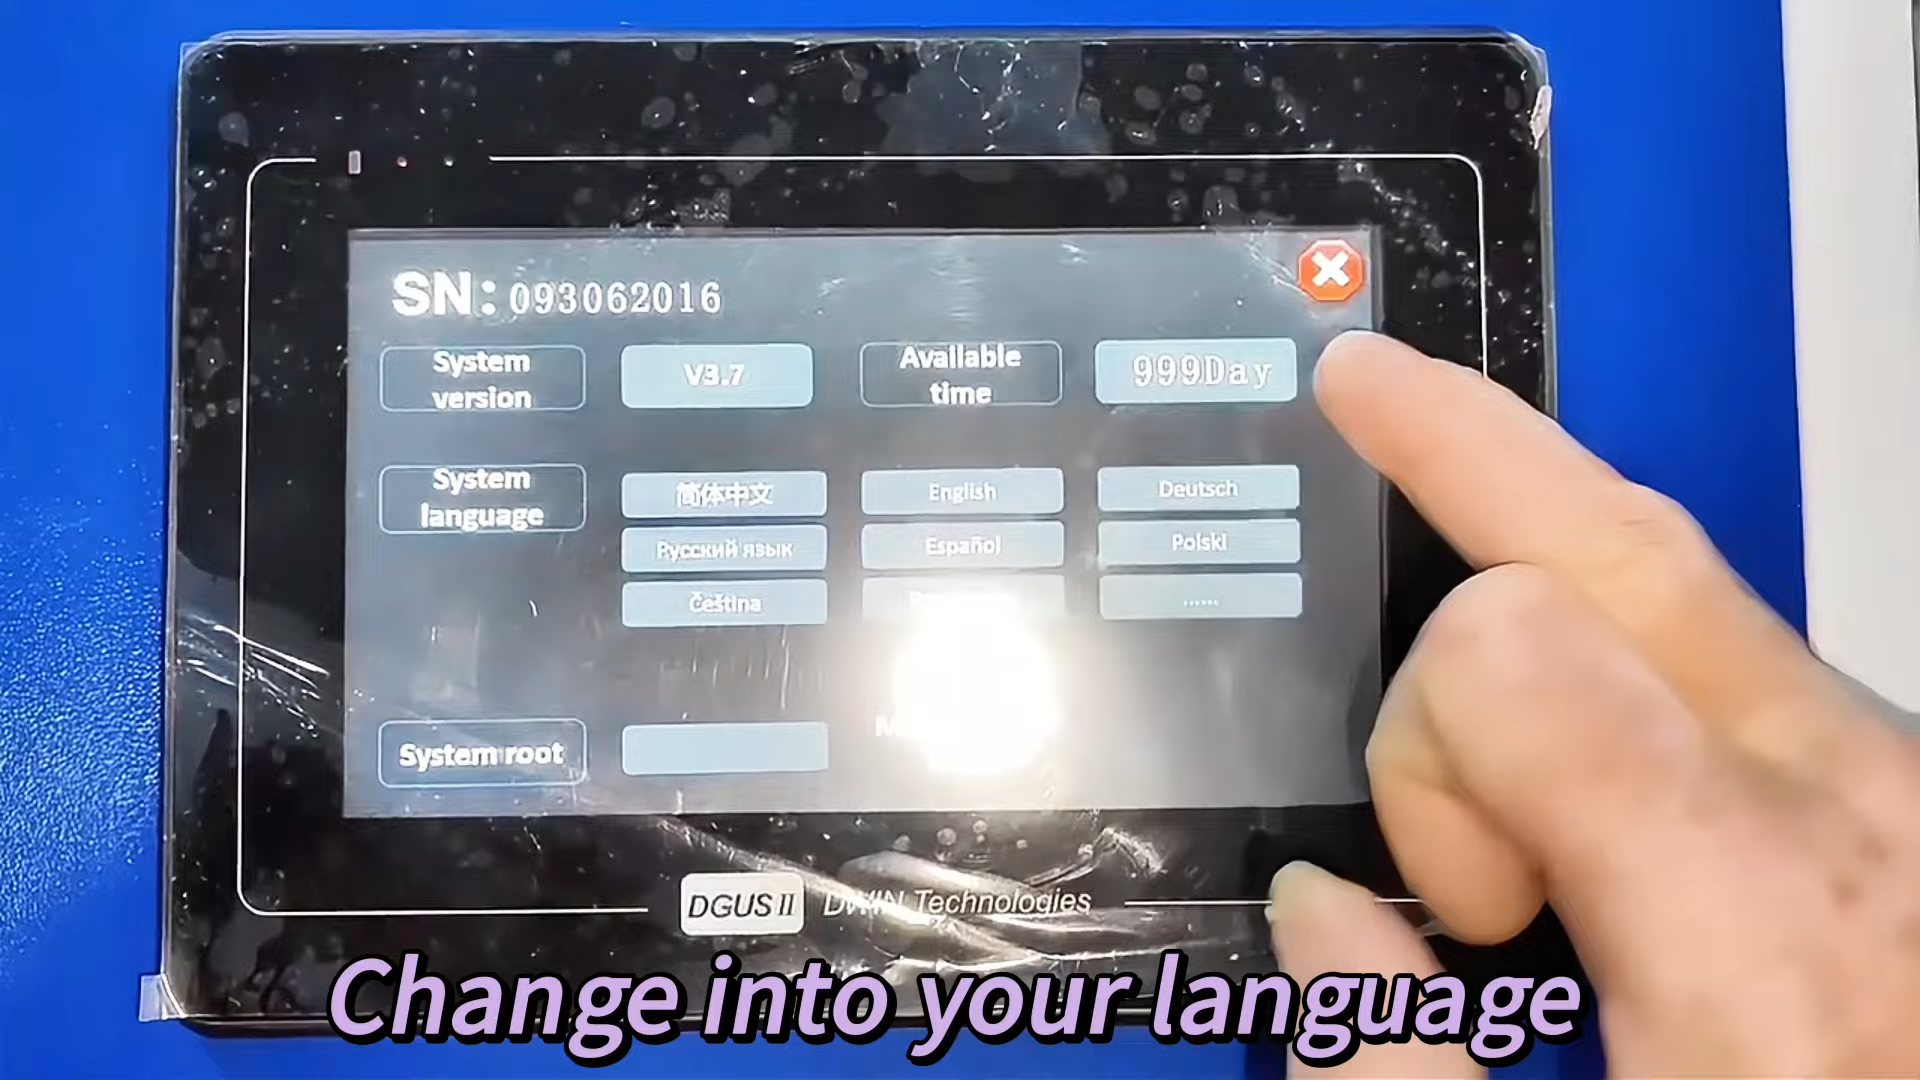 SN: 093062016
System version
V3.7
Available time
999Day
System language
简体中文
English
Deutsch
Русский язык
Español
Polski
Čeština
......
System root
DGUS II DWIN Technologies
Change into your language